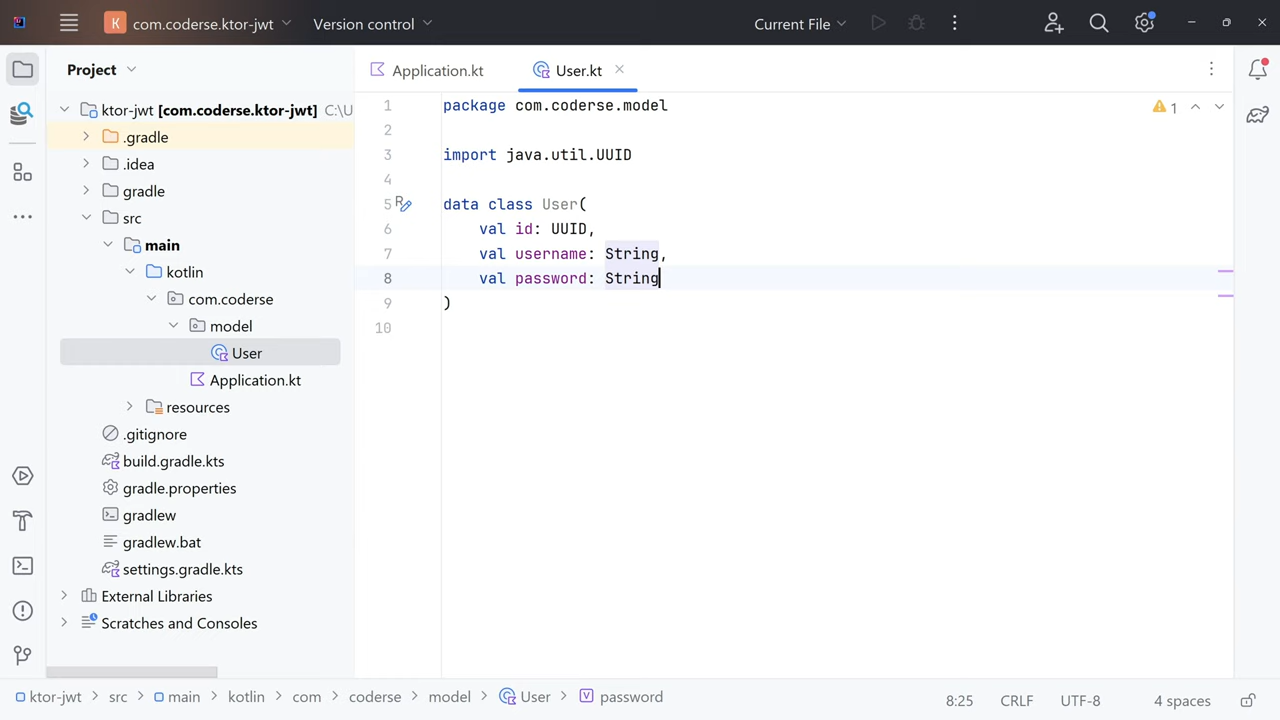 K com.coderse.ktor-jwt Version control Current File
Project
Application.kt User.kt
ktor-jwt [com.coderse.ktor-jwt] C:\U
.gradle
.idea
gradle
src
main
kotlin
com.coderse
model
User
Application.kt
resources
.gitignore
build.gradle.kts
gradle.properties
gradlew
gradlew.bat
settings.gradle.kts
External Libraries
Scratches and Consoles
1 package com.coderse.model
2
3 import java.util.UUID
4
5 data class User(
6 val id: UUID,
7 val username: String,
8 val password: String
9 )
10
1
ktor-jwt > src > main > kotlin > com > coderse > model > User > password
8:25 CRLF UTF-8 4 spaces